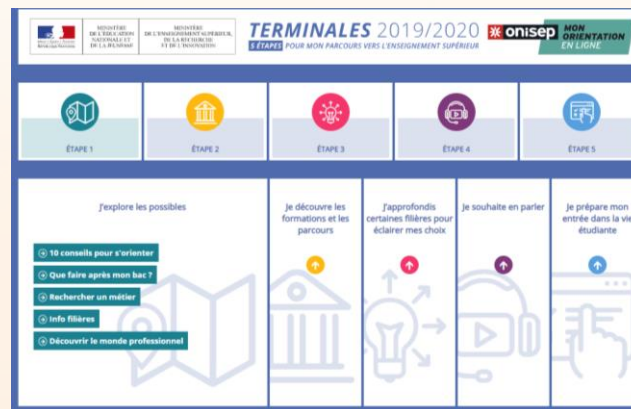 MINISTÈRE
DE L'ÉDUCATION
NATIONALE ET
DE LA JEUNESSE
MINISTÈRE
DE L'ENSEIGNEMENT SUPÉRIEUR,
DE LA RECHERCHE
ET DE L'INNOVATION
TERMINALES 2019/2020
5 ÉTAPES POUR MON PARCOURS VERS L'ENSEIGNEMENT SUPÉRIEUR
onisep
MON
ORIENTATION
EN LIGNE
ÉTAPE 1
ÉTAPE 2
ÉTAPE 3
ÉTAPE 4
ÉTAPE 5
J'explore les possibles
10 conseils pour s'orienter
Que faire après mon bac ?
Rechercher un métier
Info filières
Découvrir le monde professionnel
Je découvre les
formations et les
parcours
J'approfondis
certaines filières pour
éclairer mes choix
Je souhaite en parler
Je prépare mon
entrée dans la vie
étudiante